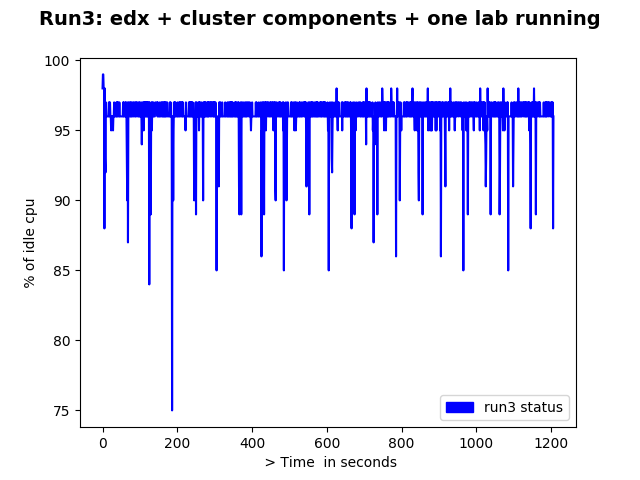 Run3: edx + cluster components + one lab running
100
95
90
85
80
75
% of idle cpu
run3 status
0 200 400 600 800 1000 1200
> Time  in seconds